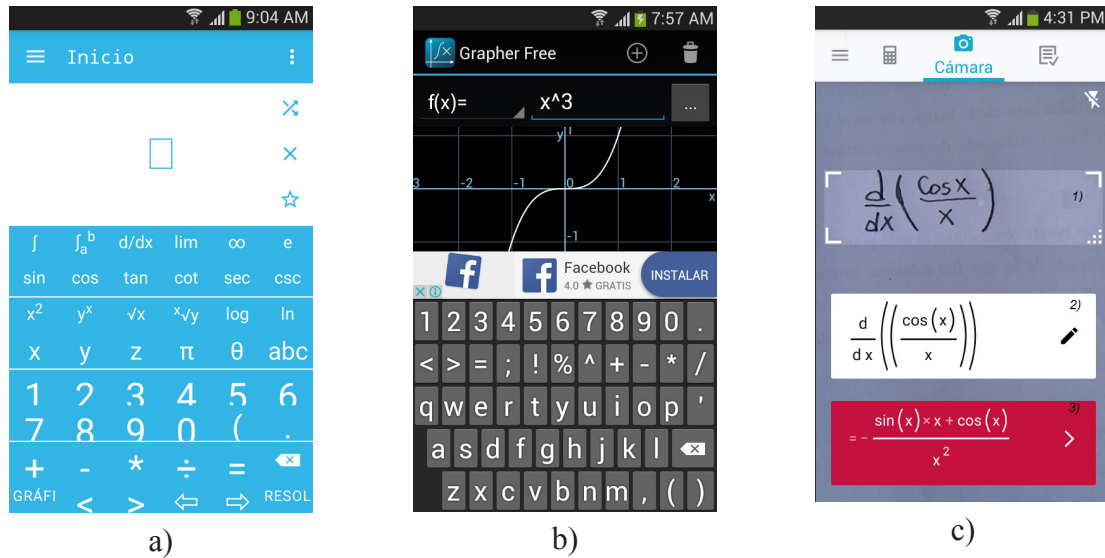 9:04 AM
Inicio
∫ ∫ₐᵇ d/dx lim ∞ e
sin cos tan cot sec csc
x² yˣ √x ˣ√y log ln
x y z π θ abc
1 2 3 4 5 6
7 8 9 0 ( .
+ - * ÷ =
GRÁFI < > ⇦ ⇨ RESOL
a)
7:57 AM
Grapher Free
f(x)= x^3 ...
y 1
3 -2 -1 0 1 2
x
-1
Facebook
4.0 ★ GRATIS
INSTALAR
1 2 3 4 5 6 7 8 9 0 .
< > = ; ! % ^ + - * /
q w e r t y u i o p '
a s d f g h j k l
z x c v b n m , ( )
b)
4:31 PM
Cámara
d/dx (cos x / x) 1)
2)
d/dx (((cos(x)/x)))
3)
= - (sin(x)×x+cos(x))/x²
c)